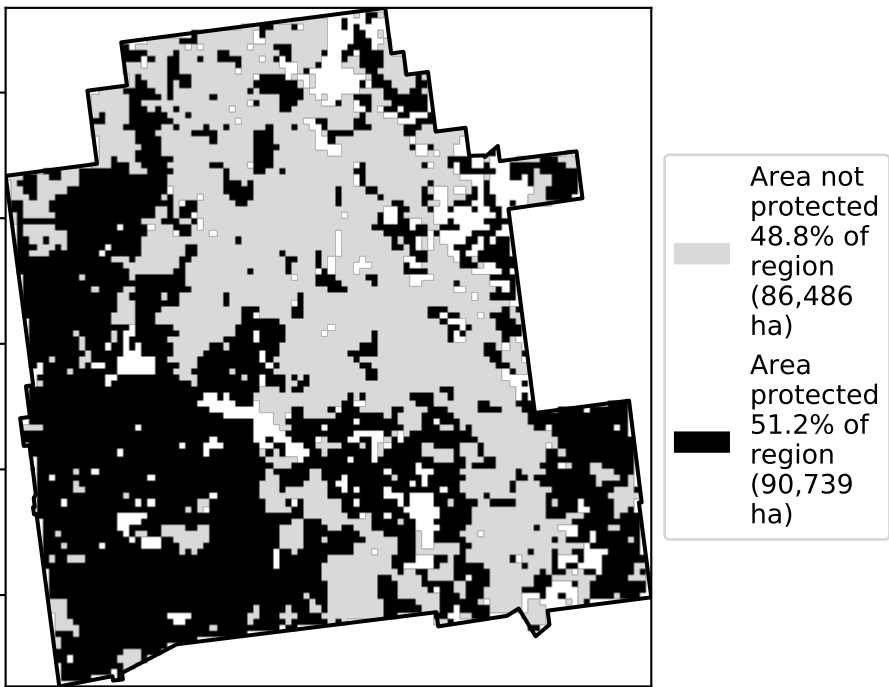 Area not
protected
48.8% of
region
(86,486
ha)
Area
protected
51.2% of
region
(90,739
ha)